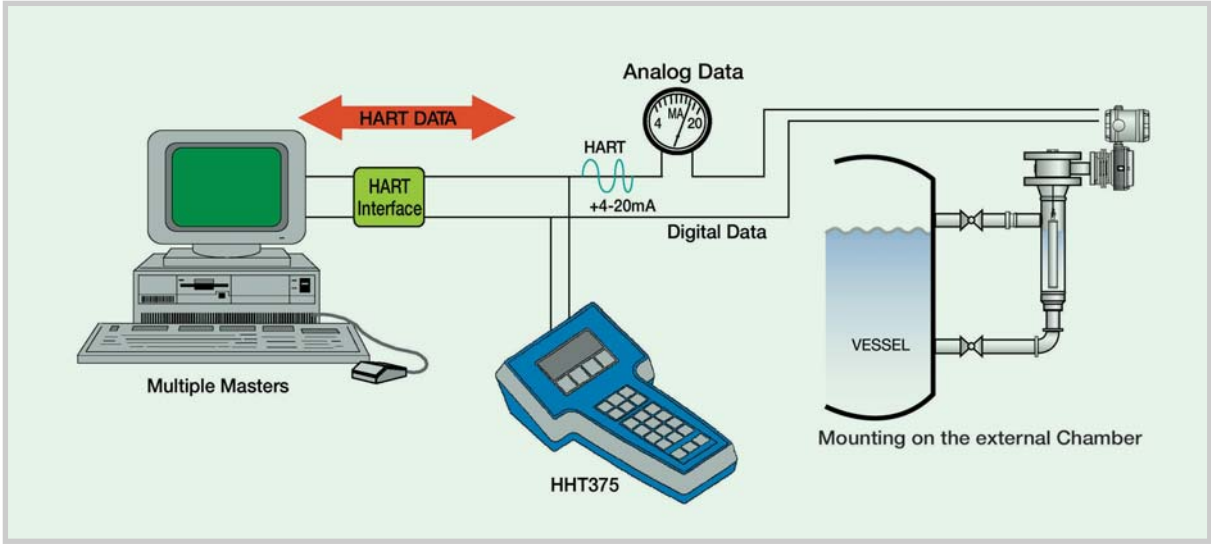 Analog Data
HART DATA
MA
4
20
HART
HART
Interface
+4-20mA
Digital Data
VESSEL
Multiple Masters
Mounting on the external Chamber
HHT375